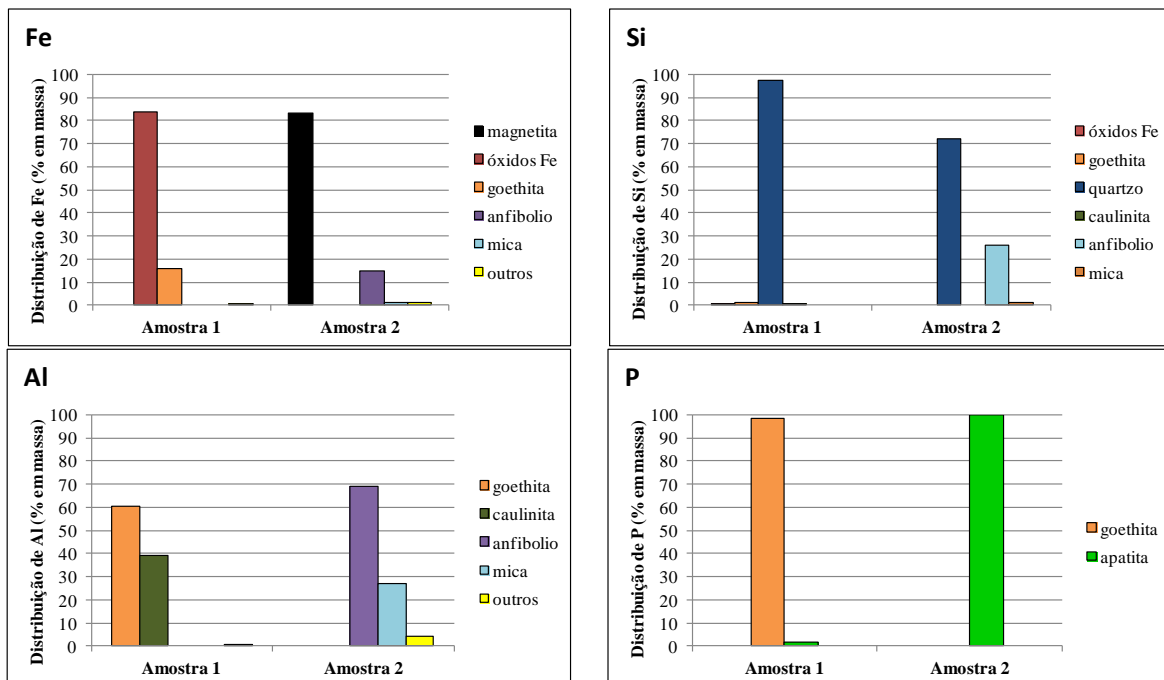 Fe
Distribuição de Fe (% em massa)
100
90
80
70
60
50
40
30
20
10
0
Amostra 1
Amostra 2
magnetita
óxidos Fe
goethita
anfibolio
mica
outros
Si
Distribuição de Si (% em massa)
100
90
80
70
60
50
40
30
20
10
0
Amostra 1
Amostra 2
óxidos Fe
goethita
quartzo
caulinita
anfibolio
mica
Al
Distribuição de Al (% em massa)
100
90
80
70
60
50
40
30
20
10
0
Amostra 1
Amostra 2
goethita
caulinita
anfibolio
mica
outros
P
Distribuição de P (% em massa)
100
90
80
70
60
50
40
30
20
10
0
Amostra 1
Amostra 2
goethita
apatita